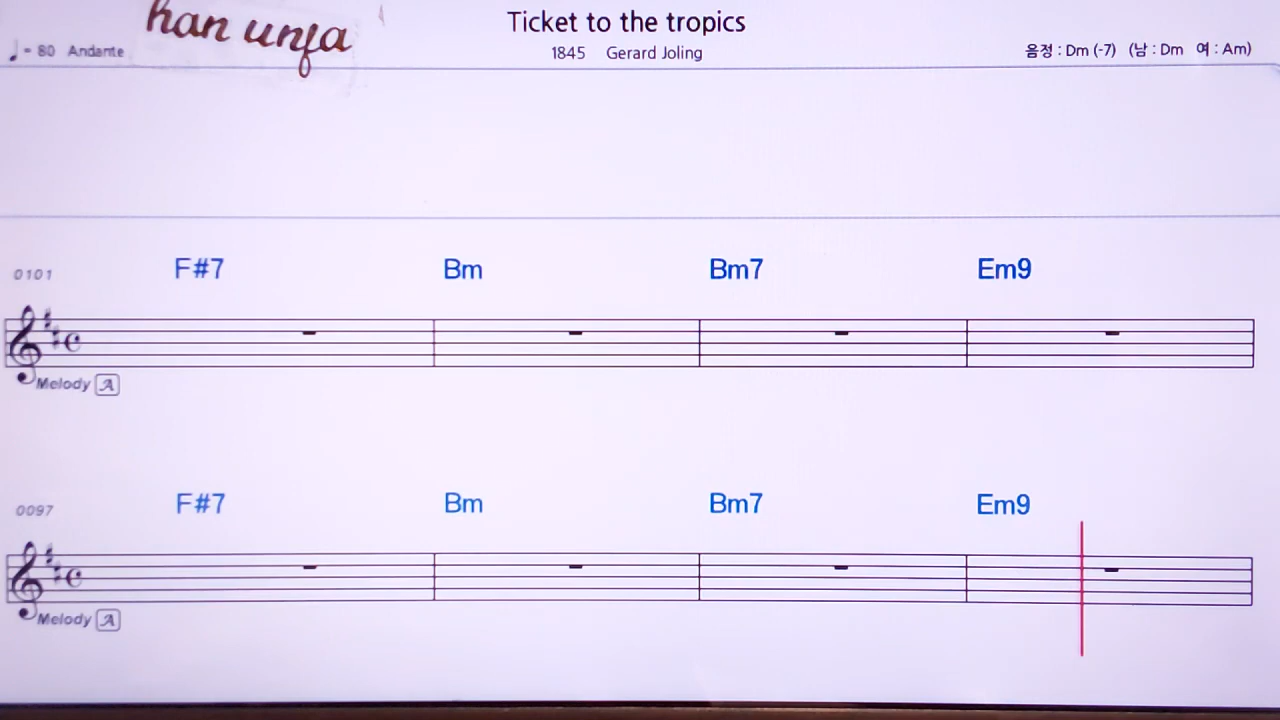 han unfa
Ticket to the tropics
♩= 80 Andante
1845 Gerard Joling
음정 : Dm (-7) (남 : Dm 여 : Am)
0101 F#7 Bm Bm7 Em9
Melody A
0097 F#7 Bm Bm7 Em9
Melody A